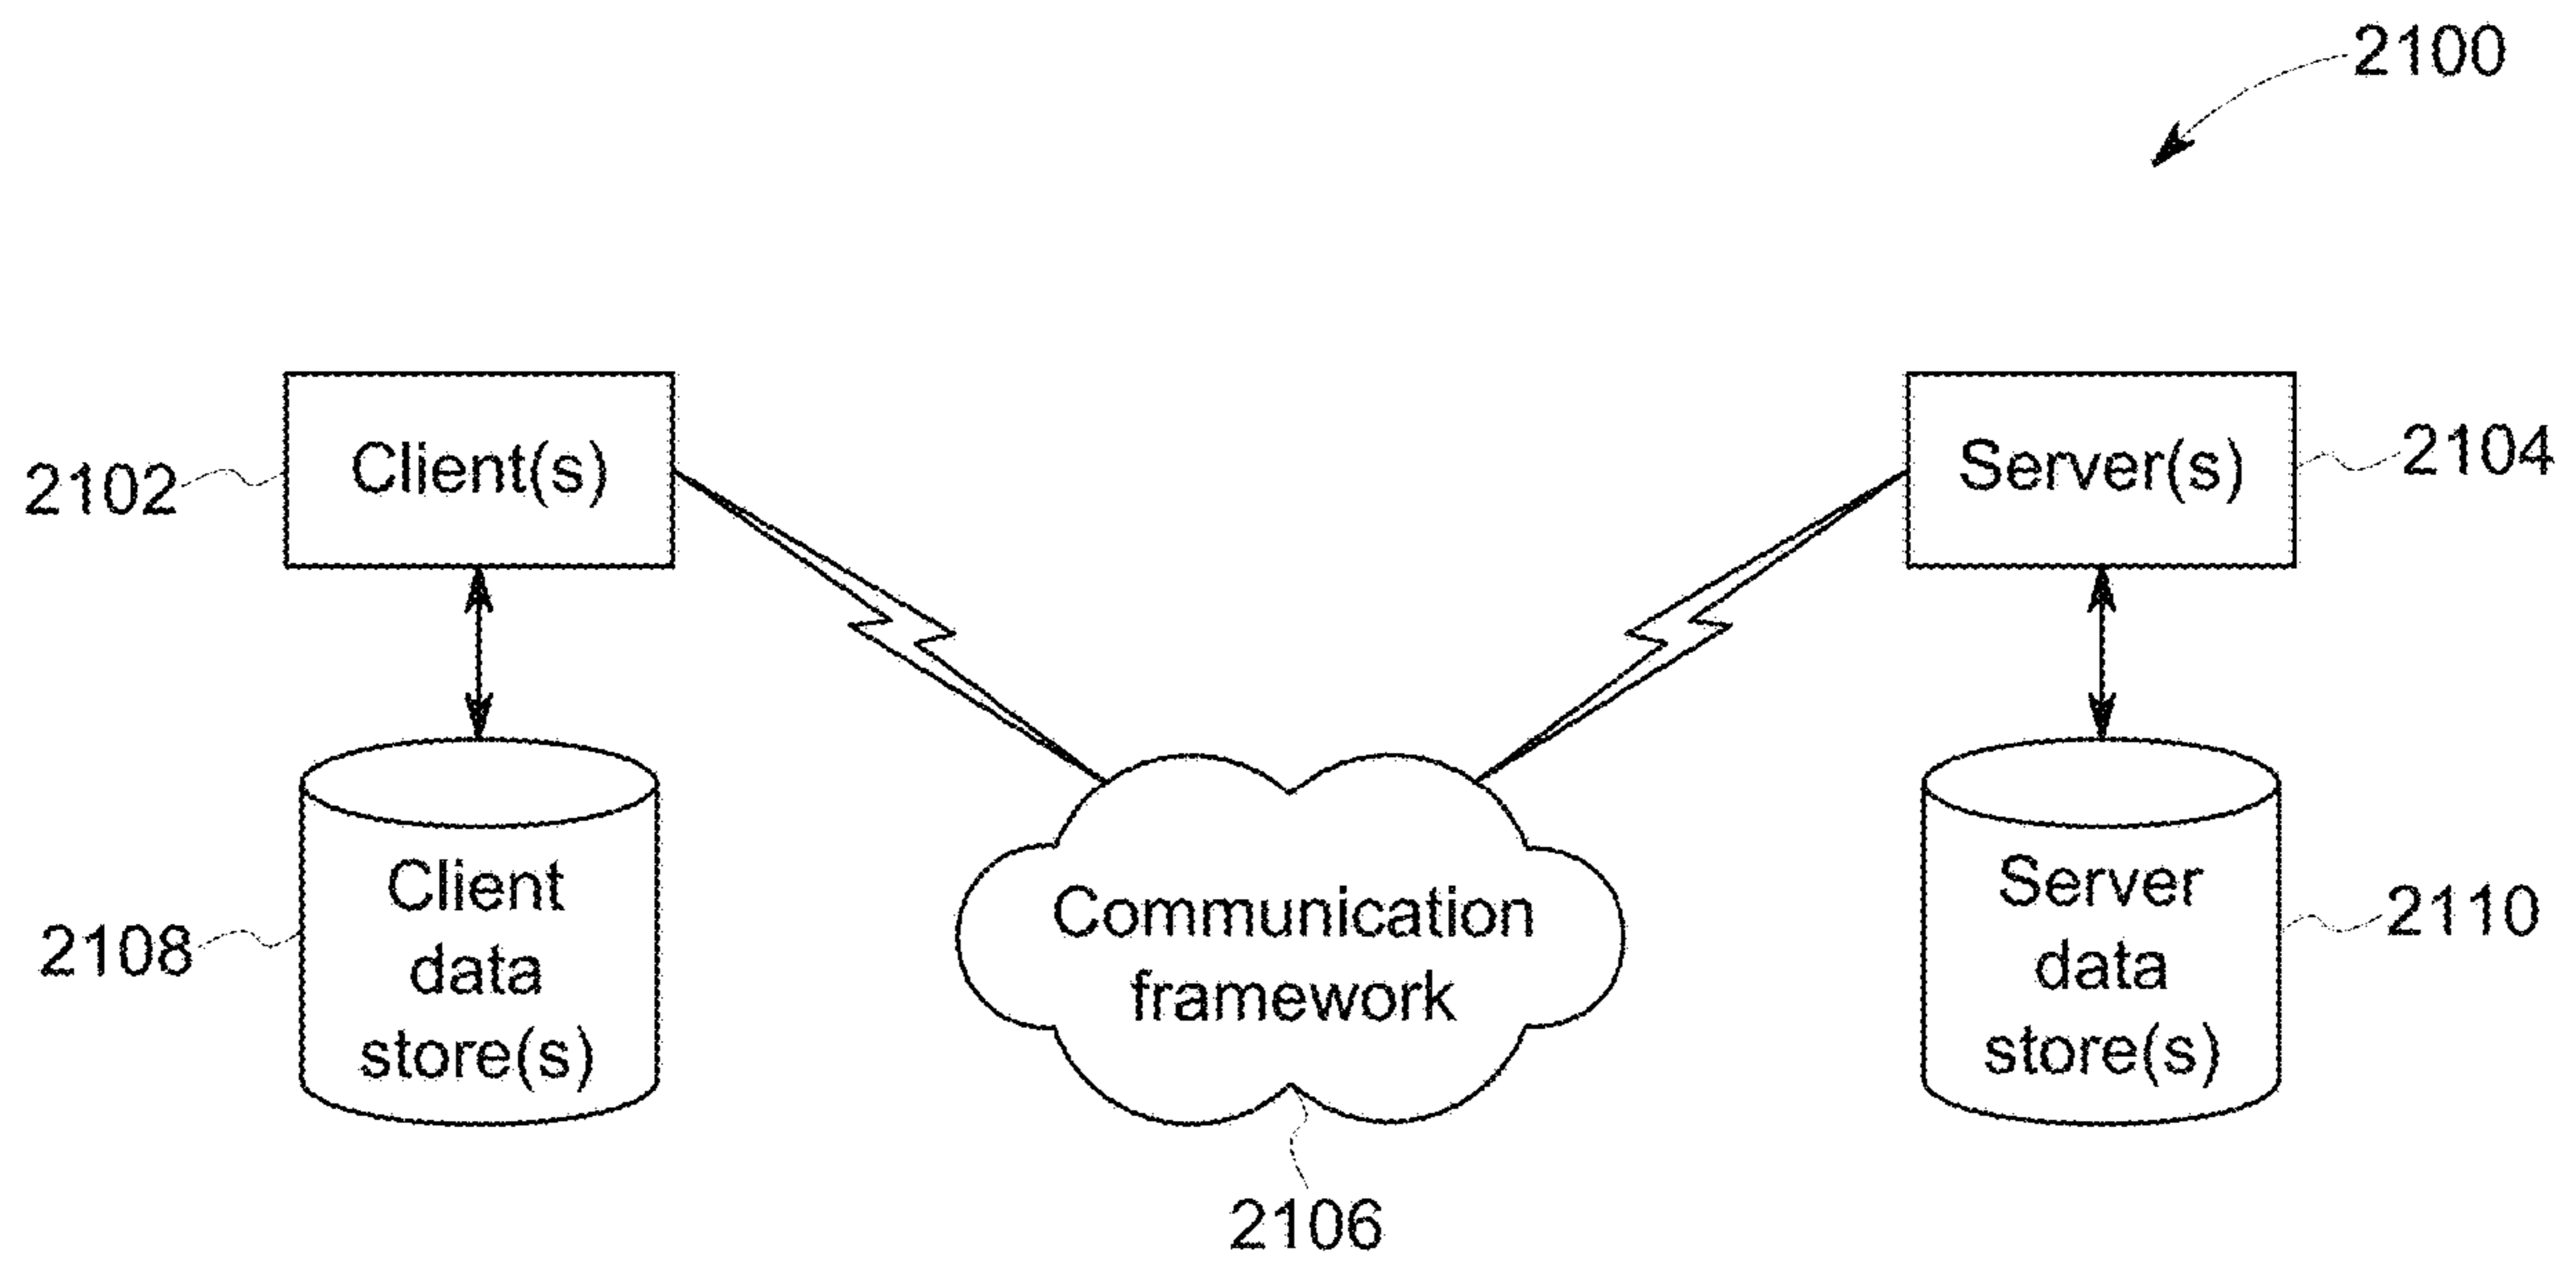 2100
Client(s)
Server(s)
2102
2104
Client
data
store(s)
2108
Communication
framework
2106
Server
data
store(s)
2110